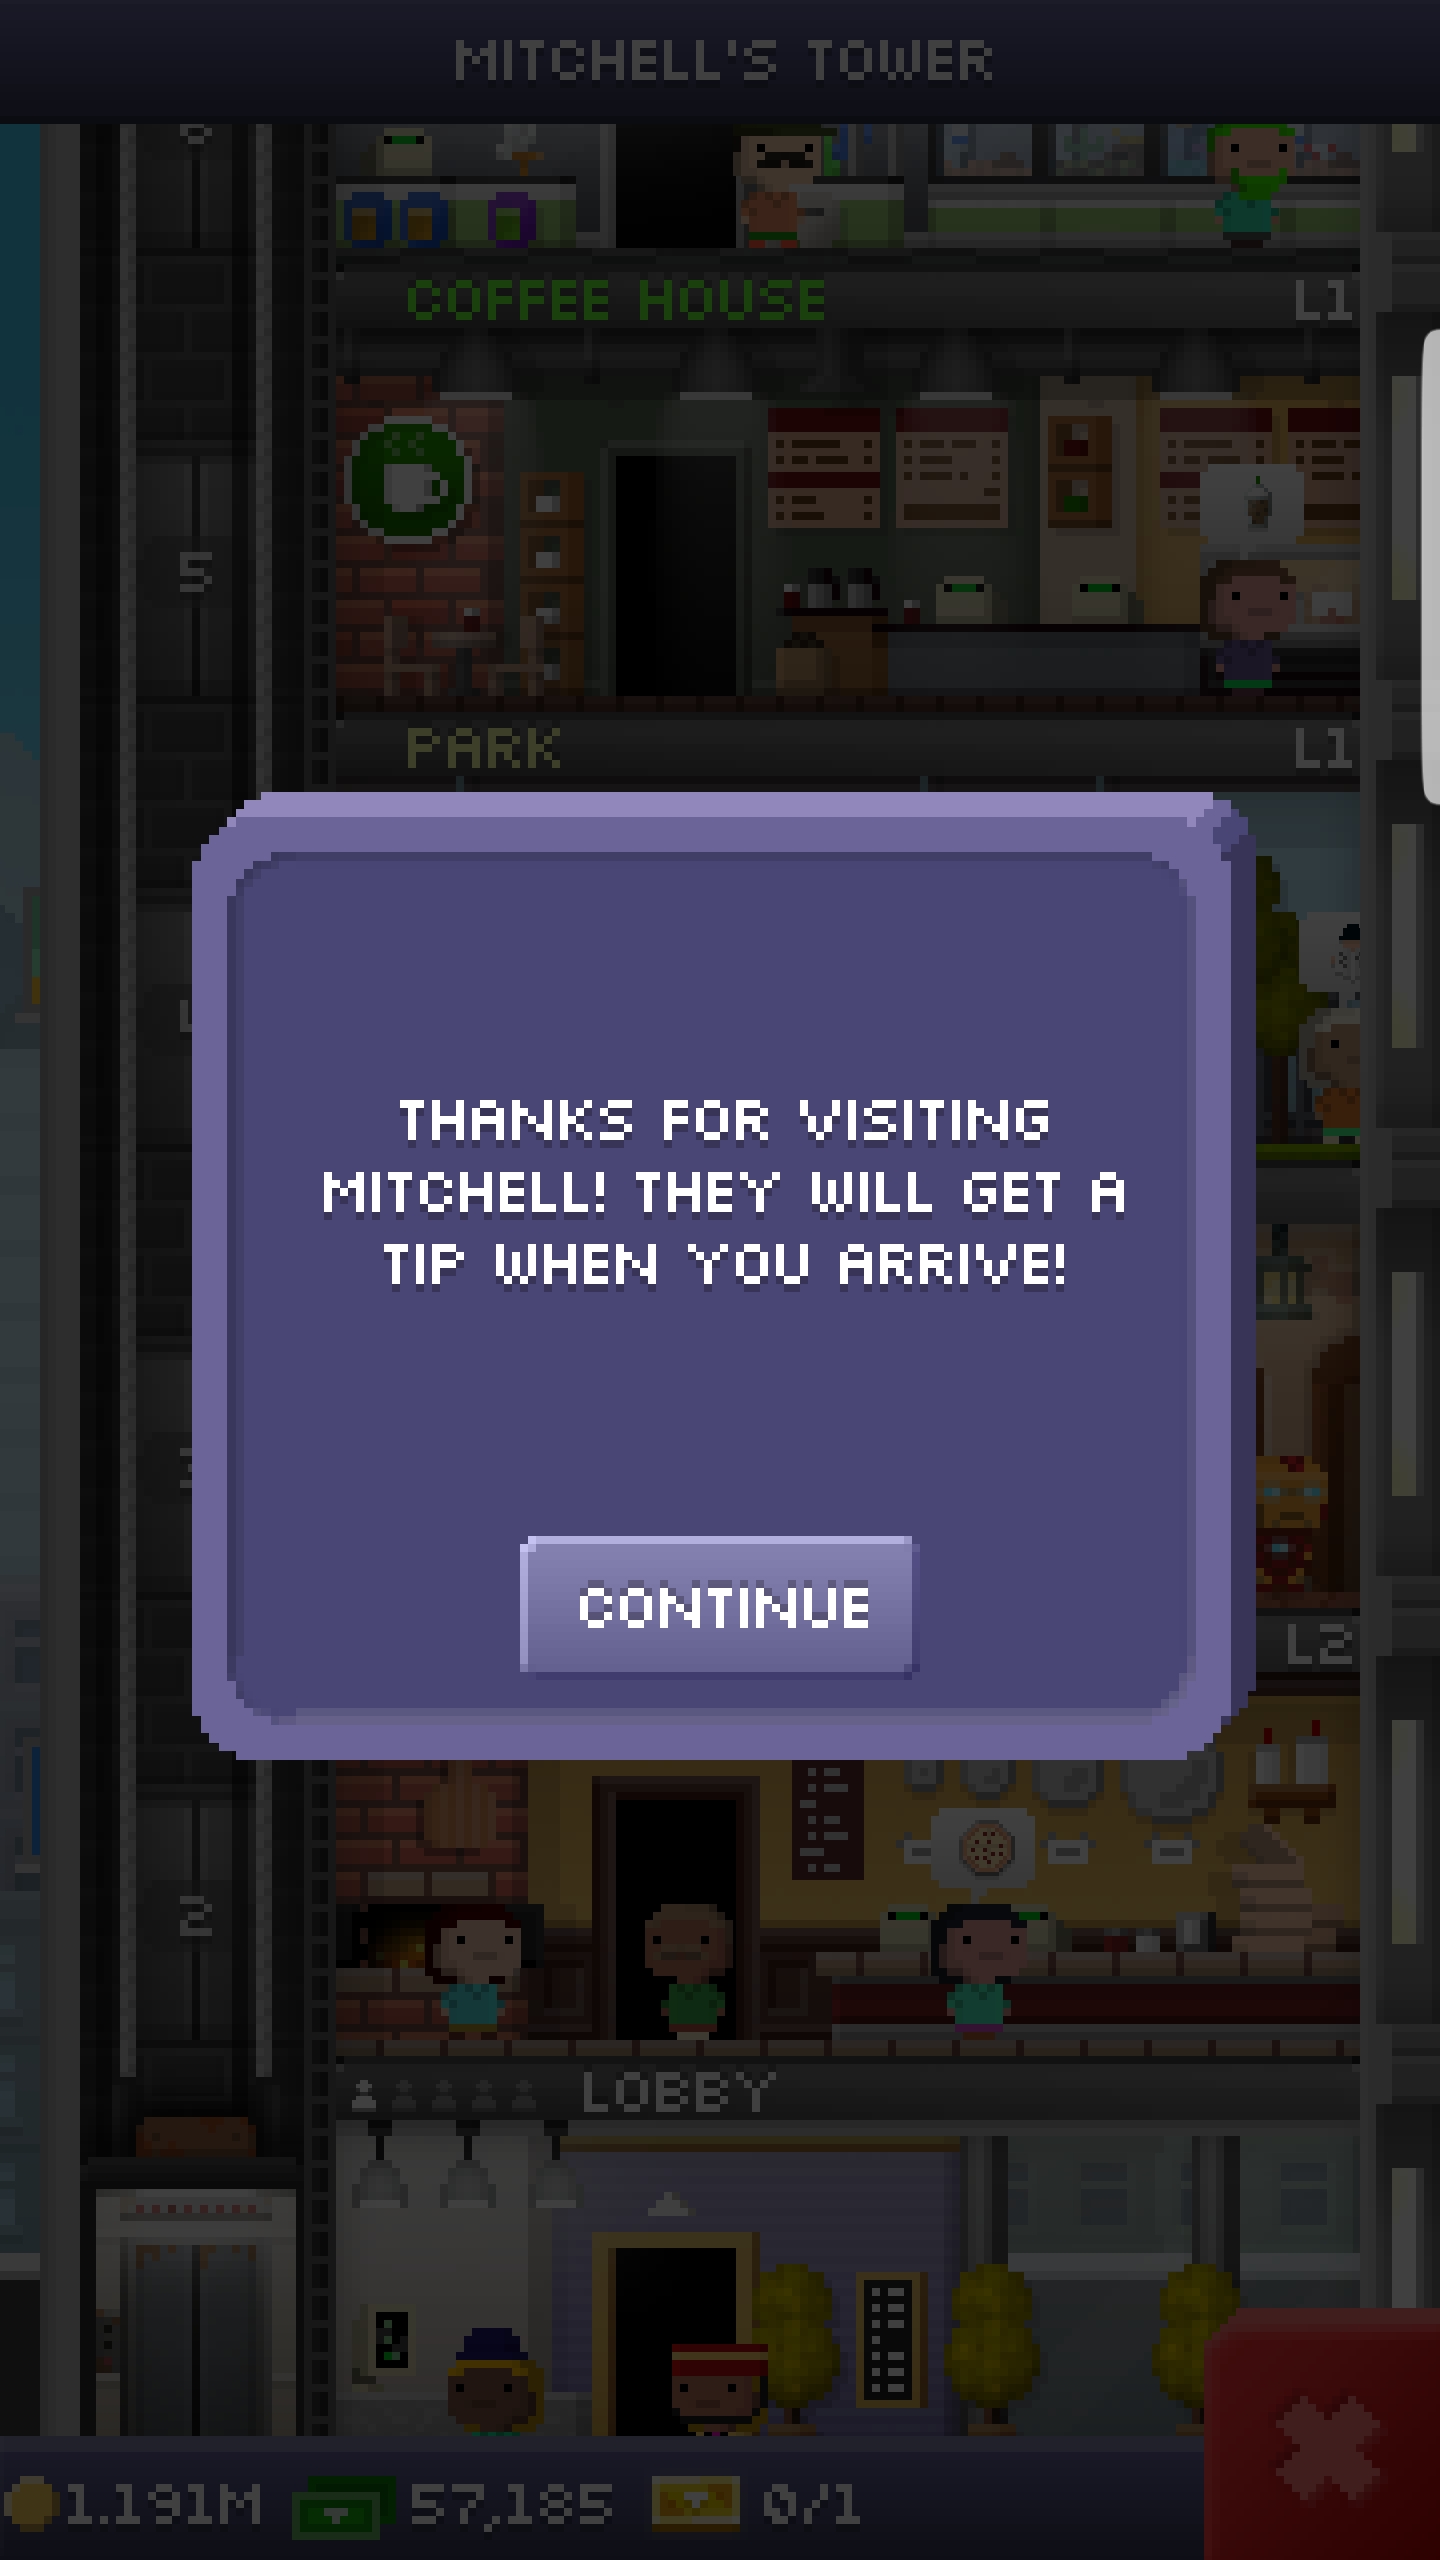 MITCHELL'S TOWER
COFFEE HOUSE L1
5
PARK L1
THANKS FOR VISITING
MITCHELL! THEY WILL GET A
TIP WHEN YOU ARRIVE!
CONTINUE
L2
2
LOBBY
1.191M 57,185 0/1